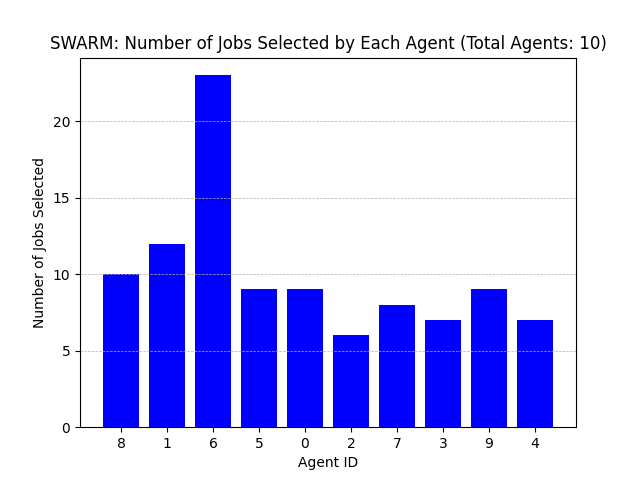 SWARM: Number of Jobs Selected by Each Agent (Total Agents: 10)
Number of Jobs Selected
20
15
10
5
0
8 1 6 5 0 2 7 3 9 4
Agent ID